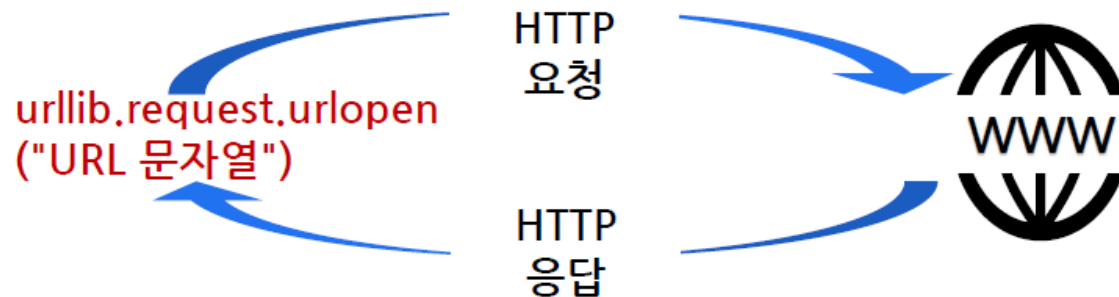 HTTP
요청
urllib.request.urlopen
("URL 문자열")
WWW
HTTP
응답